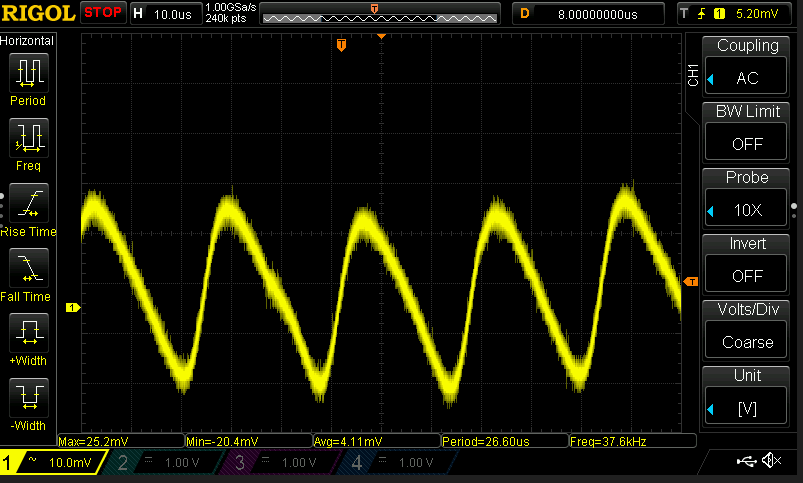 RIGOL STOP H 10.0us 1.00GSa/s D 8.00000000us T 1 5.20mV
240k pts
T
Horizontal
Period
Freq
Rise Time
Fall Time
+Width
-Width
T
T
1
CH1
Coupling
AC
BW Limit
OFF
Probe
10X
Invert
OFF
Volts/Div
Coarse
Unit
[V]
Max=25.2mV Min=-20.4mV Avg=4.11mV Period=26.60us Freq=37.6kHz
1 ~ 10.0mV 2 = 1.00 V 3 = 1.00 V 4 = 1.00 V